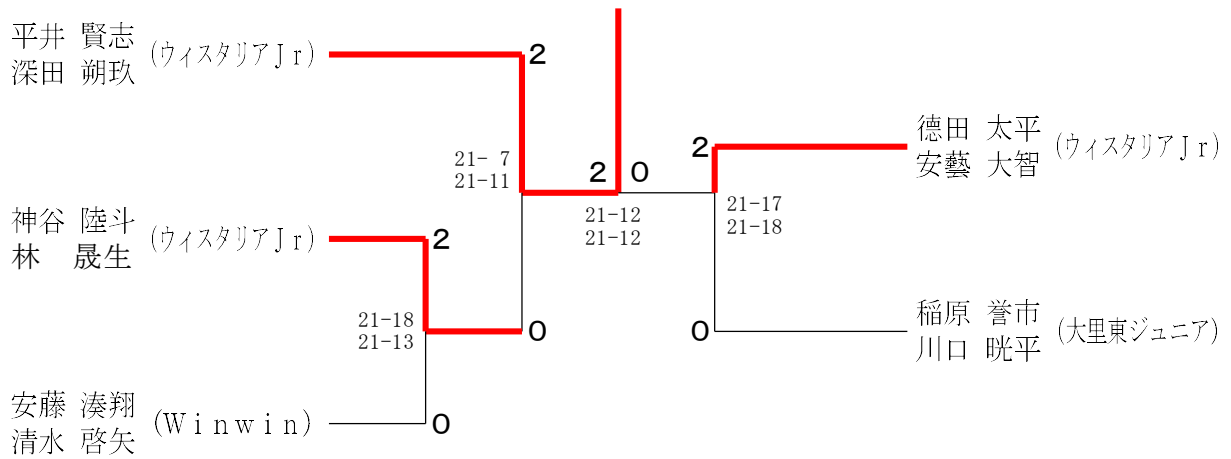 平井 賢志
深田 朔玖
(ウィスタリアJr)
2
21- 7
21-11
神谷 陸斗
林 晟生
(ウィスタリアJr)
2
0
21-18
21-13
安藤 湊翔
清水 啓矢
(Winwin)
0
2 0
21-12
21-12
徳田 太平
安藝 大智
(ウィスタリアJr)
2
21-17
21-18
稲原 誉市
川口 晄平
(大里東ジュニア)
0